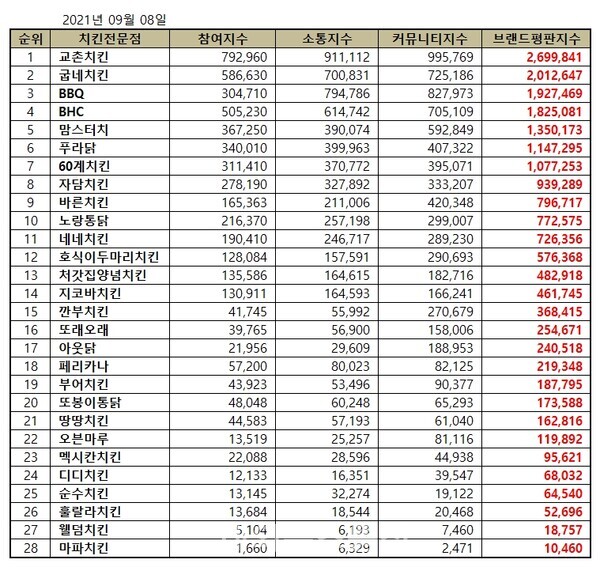 2021년 09월 08일
순위 치킨전문점 참여지수 소통지수 커뮤니티지수 브랜드평판지수
1 교촌치킨 792,960 911,112 995,769 2,699,841
2 굽네치킨 586,630 700,831 725,186 2,012,647
3 BBQ 304,710 794,786 827,973 1,927,469
4 BHC 505,230 614,742 705,109 1,825,081
5 맘스터치 367,250 390,074 592,849 1,350,173
6 푸라닭 340,010 399,963 407,322 1,147,295
7 60계치킨 311,410 370,772 395,071 1,077,253
8 자담치킨 278,190 327,892 333,207 939,289
9 바른치킨 165,363 211,006 420,348 796,717
10 노랑통닭 216,370 257,198 299,007 772,575
11 네네치킨 190,410 246,717 289,230 726,356
12 호식이두마리치킨 128,084 157,591 290,693 576,368
13 처갓집양념치킨 135,586 164,615 182,716 482,918
14 지코바치킨 130,911 164,593 166,241 461,745
15 깐부치킨 41,745 55,992 270,679 368,415
16 또래오래 39,765 56,900 158,006 254,671
17 아웃닭 21,956 29,609 188,953 240,518
18 페리카나 57,200 80,023 82,125 219,348
19 부어치킨 43,923 53,496 90,377 187,795
20 또봉이통닭 48,048 60,248 65,293 173,588
21 땅땅치킨 44,583 57,193 61,040 162,816
22 오븐마루 13,519 25,257 81,116 119,892
23 멕시칸치킨 22,088 28,596 44,938 95,621
24 디디치킨 12,133 16,351 39,547 68,032
25 순수치킨 13,145 32,274 19,122 64,540
26 훌랄라치킨 13,684 18,544 20,468 52,696
27 웰덤치킨 5,104 6,193 7,460 18,757
28 마파치킨 1,660 6,329 2,471 10,460